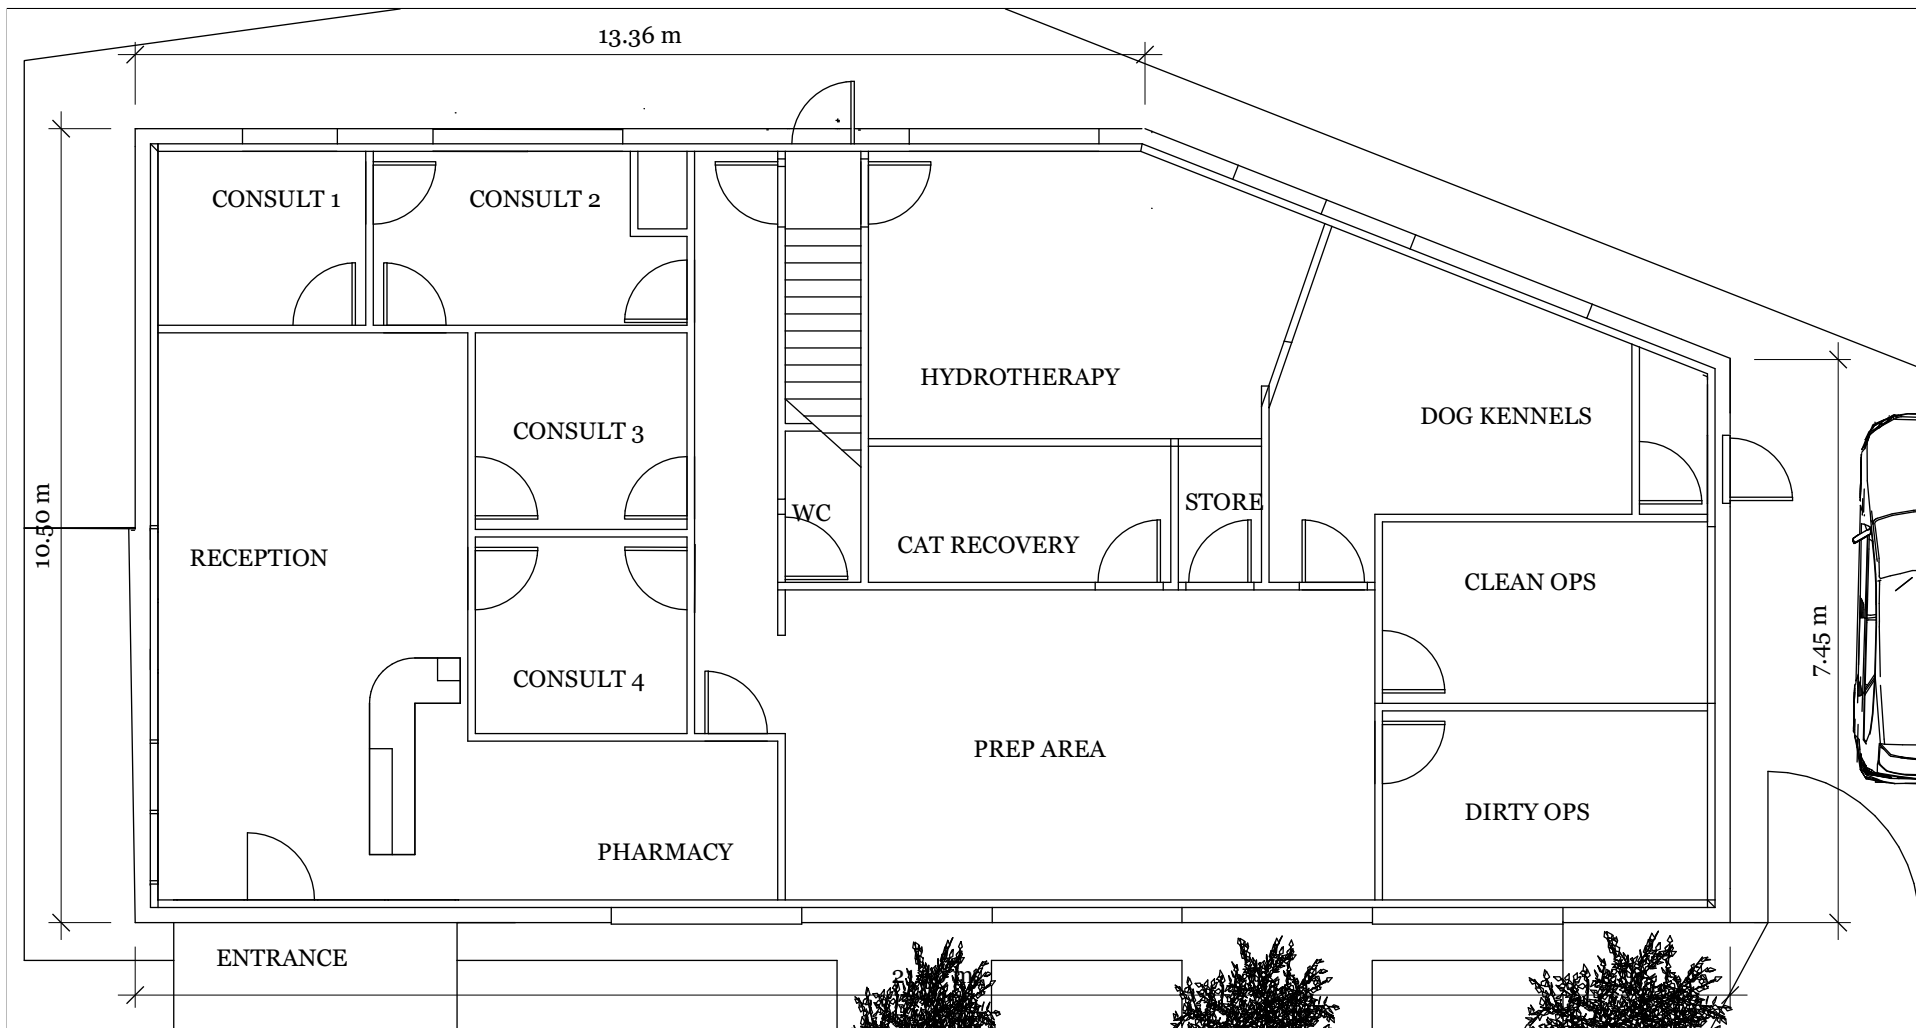 13.36 m
CONSULT 1
CONSULT 2
HYDROTHERAPY
DOG KENNELS
CONSULT 3
STORE
WC
10.50 m
CAT RECOVERY
RECEPTION
CLEAN OPS
7.45 m
CONSULT 4
PREP AREA
DIRTY OPS
PHARMACY
ENTRANCE